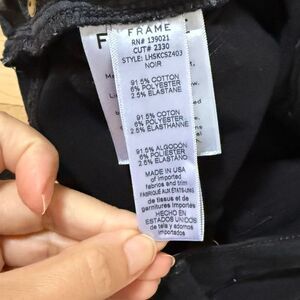 FRAME
RN# 139021
CUT# 2330
STYLE: LHSKCSZ403
NOIR
91.5% COTTON
6% POLYESTER
2.5% ELASTANE
91.5% COTON
6% POLYESTER
2.5% ELASTHANNE
91.5% ALGODON
6% POLIESTER
2.5% ELASTANO
MADE IN USA
of imported
fabrics and trim
FABRIQUÉ AUX ÉTATS-UNIS
de tissus et de
garnitures importés
HECHO EN
ESTADOS UNIDOS
de tela y adornos
importados